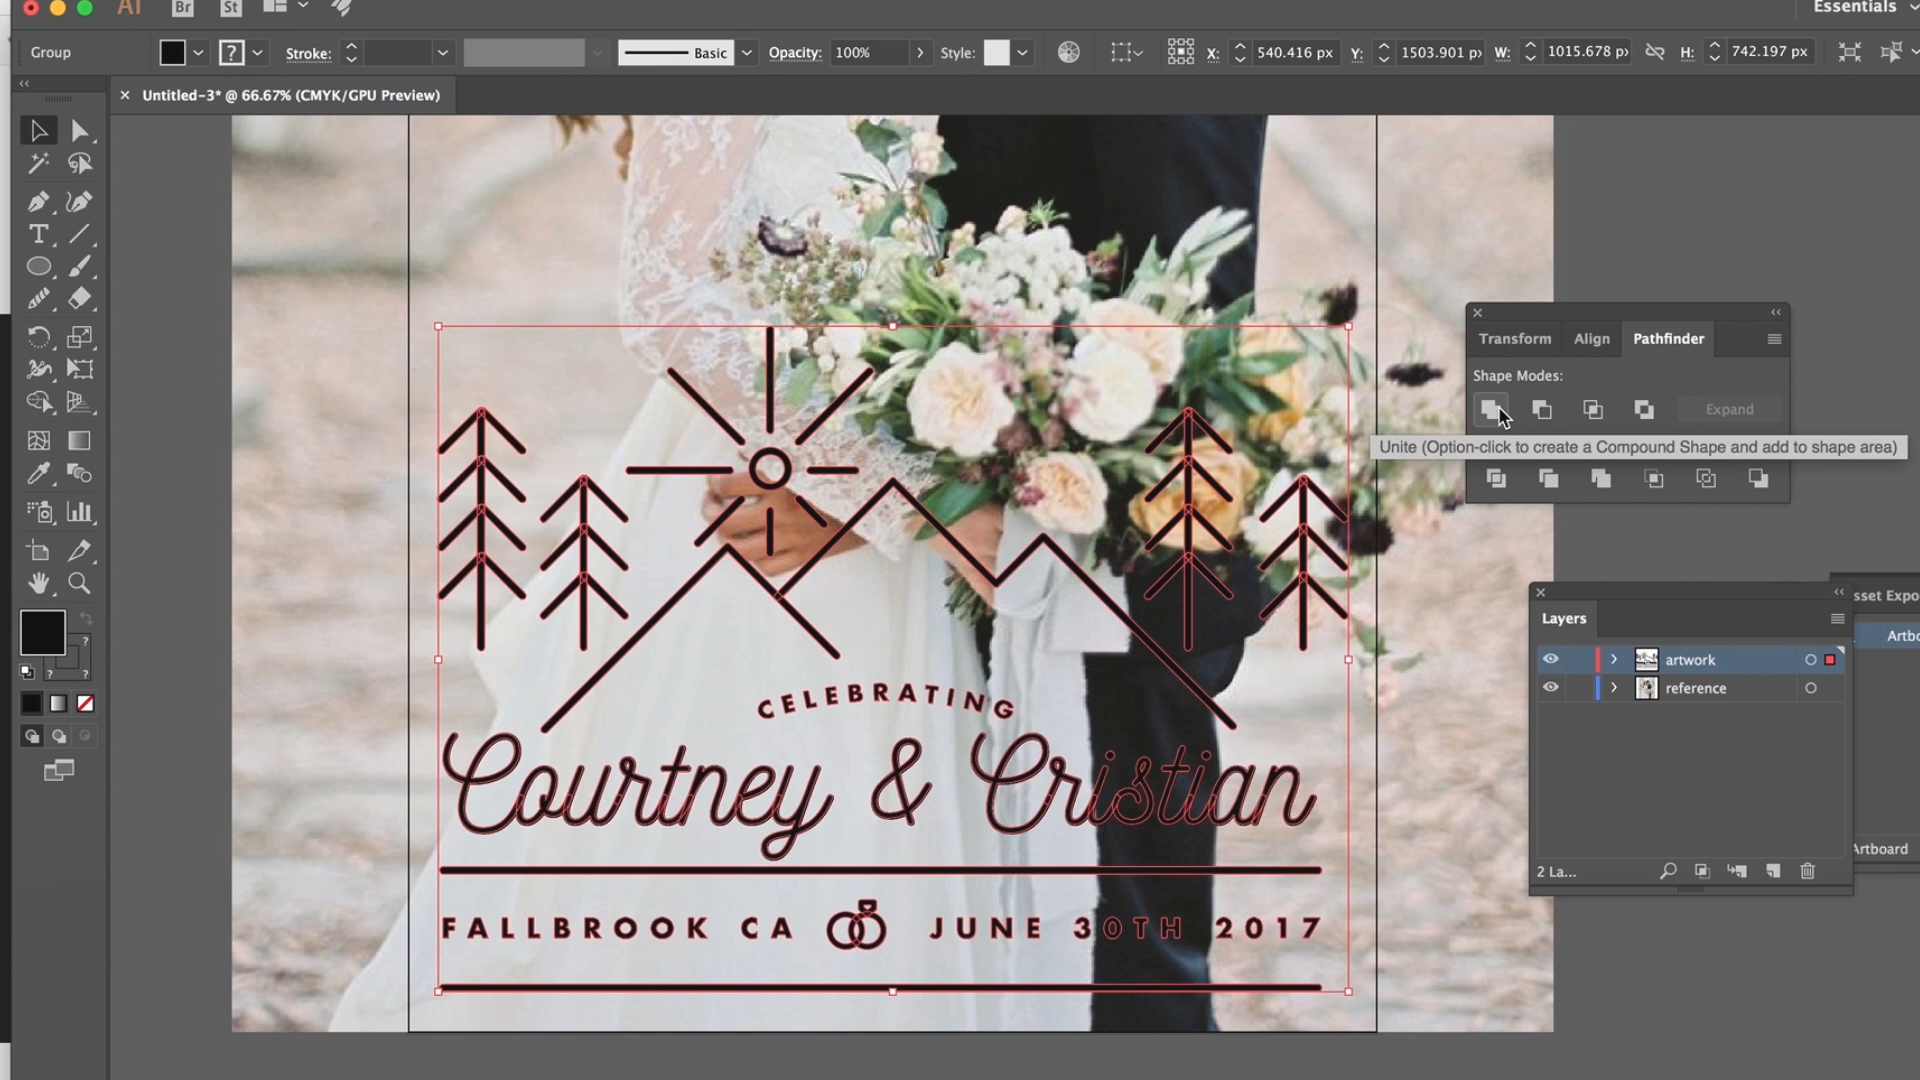 Ai Br St Essentials
Group ? Stroke: Basic Opacity: 100% Style: X: 540.416 px Y: 1503.901 p W: 1015.678 p H: 742.197 px
Untitled-3* @ 66.67% (CMYK/GPU Preview)
Transform Align Pathfinder
Shape Modes:
Expand
Unite (Option-click to create a Compound Shape and add to shape area)
Layers
sset Expo
artwork
Artbo
reference
CELEBRATING
Courtney & Cristian
Artboard
2 La...
FALLBROOK CA JUNE 30TH 2017
?
? ?